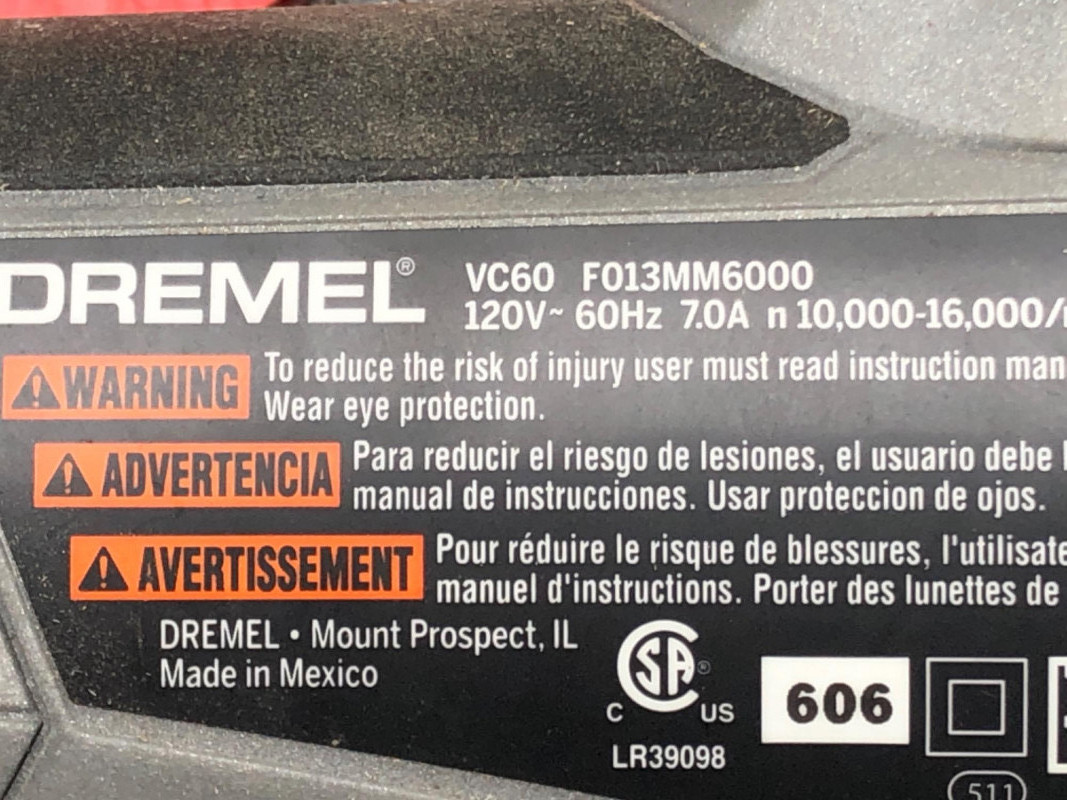 DREMEL®
VC60 F013MM6000
120V~ 60Hz 7.0A n 10,000-16,000/
WARNING
To reduce the risk of injury user must read instruction man
Wear eye protection.
ADVERTENCIA
Para reducir el riesgo de lesiones, el usuario debe
manual de instrucciones. Usar proteccion de ojos.
AVERTISSEMENT
Pour réduire le risque de blessures, l'utilisate
manuel d'instructions. Porter des lunettes de
DREMEL • Mount Prospect, IL
Made in Mexico
CSA®
C US
LR39098
606
511